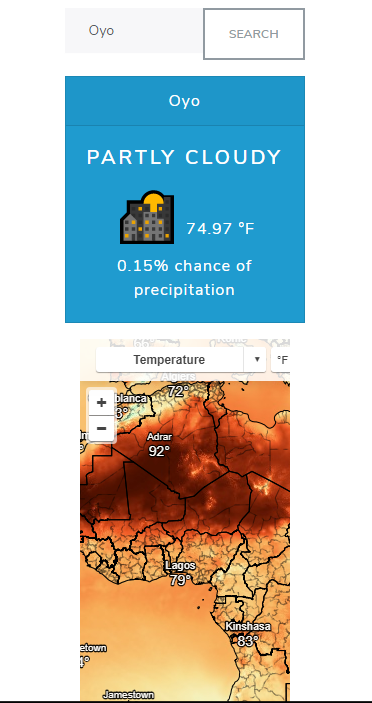 Oyo
SEARCH
Oyo
PARTLY CLOUDY
74.97 °F
0.15% chance of
precipitation
Temperature
°F
72°
+
3°
−
Adrar
92°
Lagos
79°
Kinshasa
83°
etown
4°
Jamestown